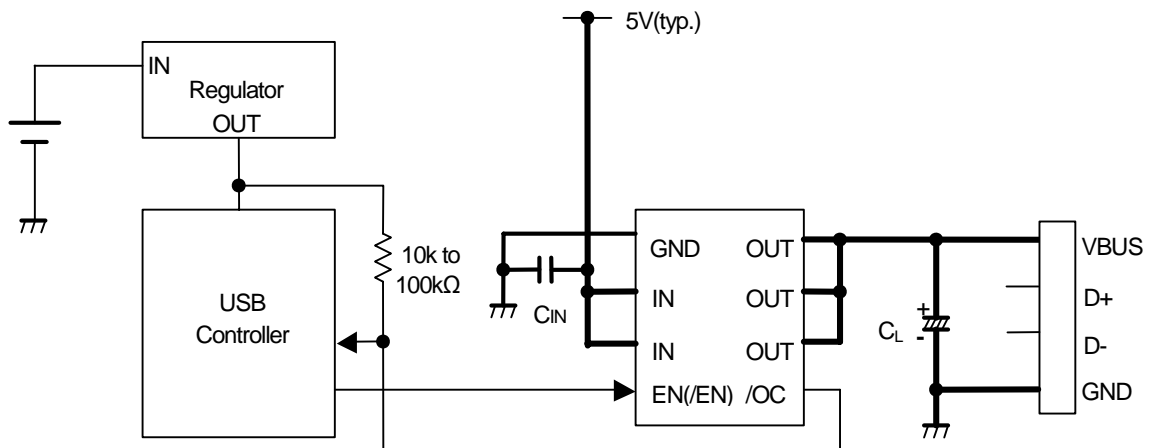 5V(typ.)
IN
Regulator
OUT
10k to
100kΩ
USB
Controller
CIN
GND OUT
IN OUT
IN OUT
EN(/EN) /OC
+
CL
-
VBUS
D+
D-
GND